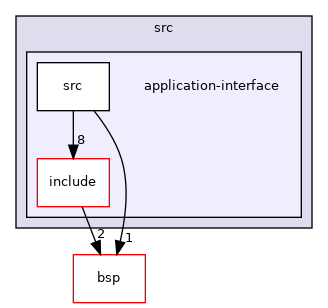 src
src
application-interface
8
include
2
1
bsp